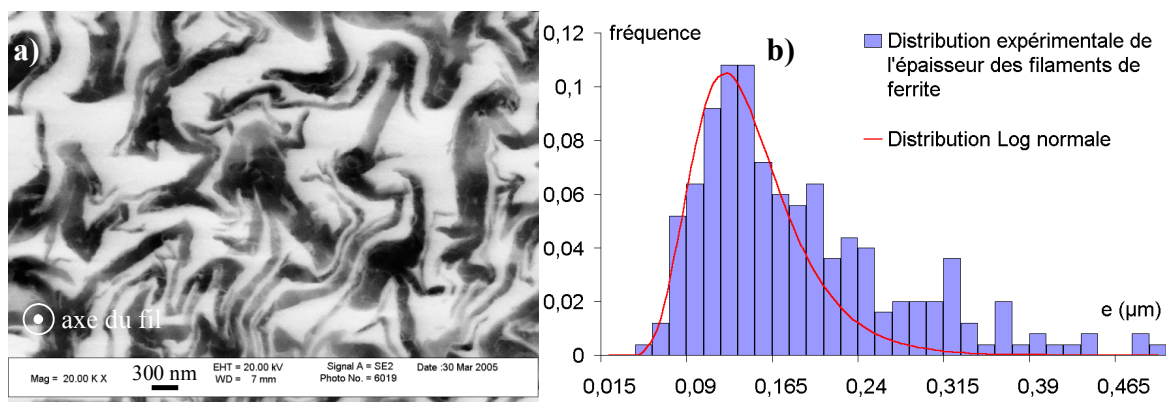 a)
axe du fil
Mag = 20.00 K X
300 nm
EHT = 20.00 kV
WD = 7 mm
Signal A = SE2
Photo No. = 6019
Date :30 Mar 2005
b)
fréquence
0,12
0,1
0,08
0,06
0,04
0,02
0
Distribution expérimentale de
l'épaisseur des filaments de
ferrite
Distribution Log normale
e (µm)
0,015 0,09 0,165 0,24 0,315 0,39 0,465